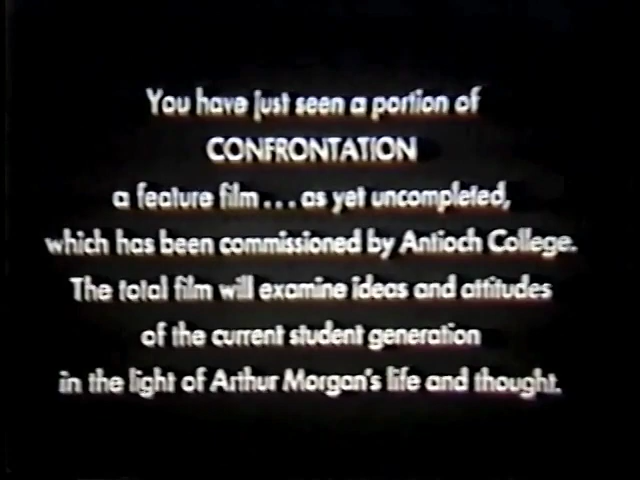 You have just seen a portion of
CONFRONTATION
a feature film... as yet uncompleted,
which has been commissioned by Antioch College.
The total film will examine ideas and attitudes
of the current student generation
in the light of Arthur Morgan's life and thought.